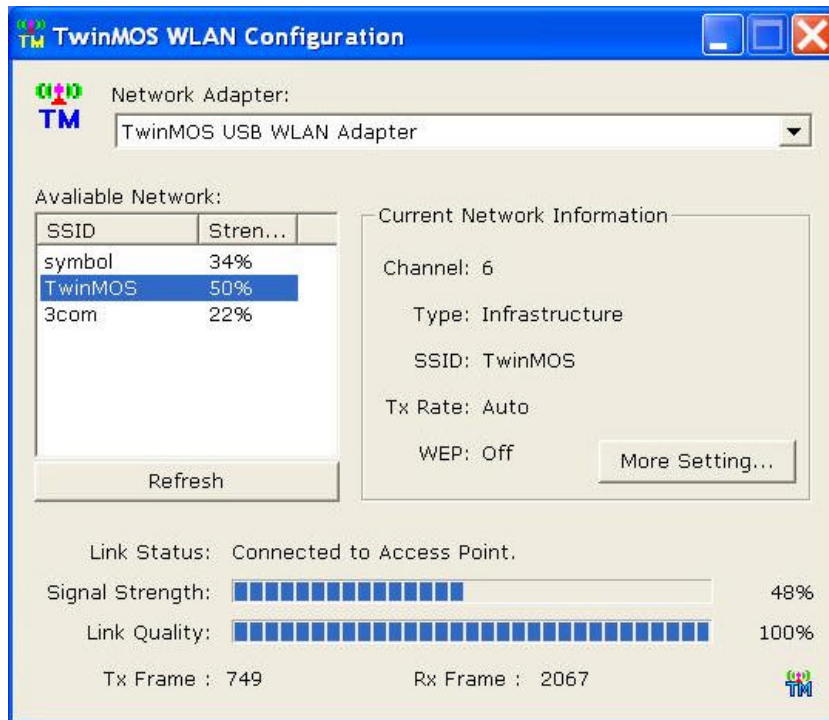 TM TwinMOS WLAN Configuration
TM
Network Adapter:
TwinMOS USB WLAN Adapter
Avaliable Network:
SSID Stren...
symbol 34%
TwinMOS 50%
3com 22%
Refresh
Current Network Information
Channel: 6
Type: Infrastructure
SSID: TwinMOS
Tx Rate: Auto
WEP: Off
More Setting...
Link Status: Connected to Access Point.
Signal Strength: 48%
Link Quality: 100%
Tx Frame : 749 Rx Frame : 2067
TM